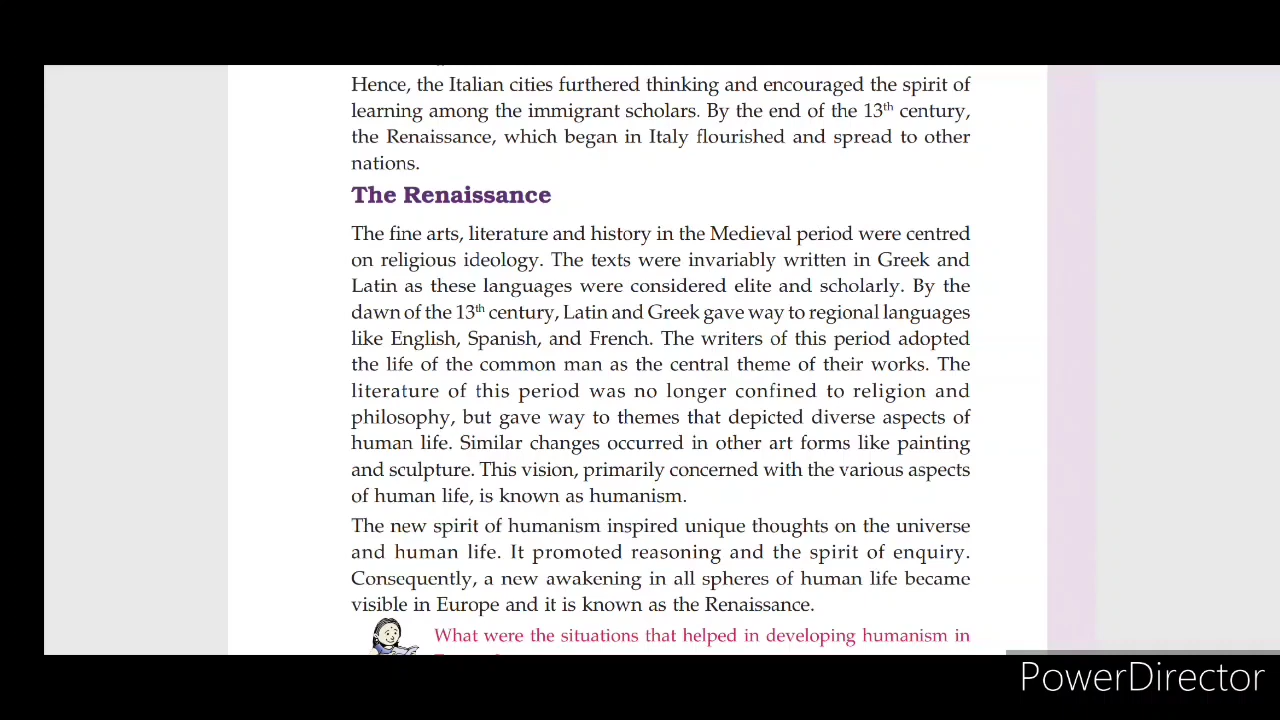 Hence, the Italian cities furthered thinking and encouraged the spirit of
learning among the immigrant scholars. By the end of the 13th century,
the Renaissance, which began in Italy flourished and spread to other
nations.
The Renaissance
The fine arts, literature and history in the Medieval period were centred
on religious ideology. The texts were invariably written in Greek and
Latin as these languages were considered elite and scholarly. By the
dawn of the 13th century, Latin and Greek gave way to regional languages
like English, Spanish, and French. The writers of this period adopted
the life of the common man as the central theme of their works. The
literature of this period was no longer confined to religion and
philosophy, but gave way to themes that depicted diverse aspects of
human life. Similar changes occurred in other art forms like painting
and sculpture. This vision, primarily concerned with the various aspects
of human life, is known as humanism.
The new spirit of humanism inspired unique thoughts on the universe
and human life. It promoted reasoning and the spirit of enquiry.
Consequently, a new awakening in all spheres of human life became
visible in Europe and it is known as the Renaissance.
What were the situations that helped in developing humanism in
PowerDirector